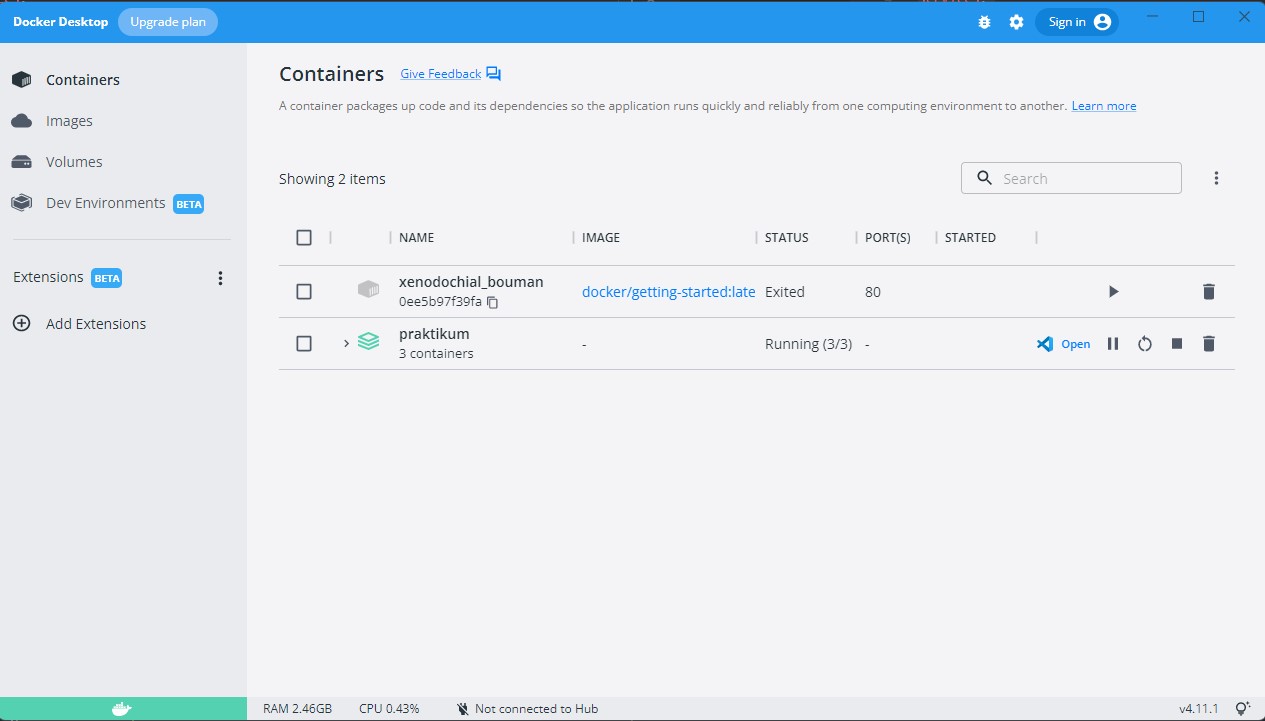 Docker Desktop Upgrade plan Sign in
Containers
Images
Volumes
Dev Environments BETA
Extensions BETA
Add Extensions
Containers Give Feedback
A container packages up code and its dependencies so the application runs quickly and reliably from one computing environment to another. Learn more
Showing 2 items Search
NAME IMAGE STATUS PORT(S) STARTED
xenodochial_bouman
0ee5b97f39fa
docker/getting-started:late Exited 80
praktikum
3 containers
- Running (3/3) - Open
RAM 2.46GB CPU 0.43% Not connected to Hub v4.11.1